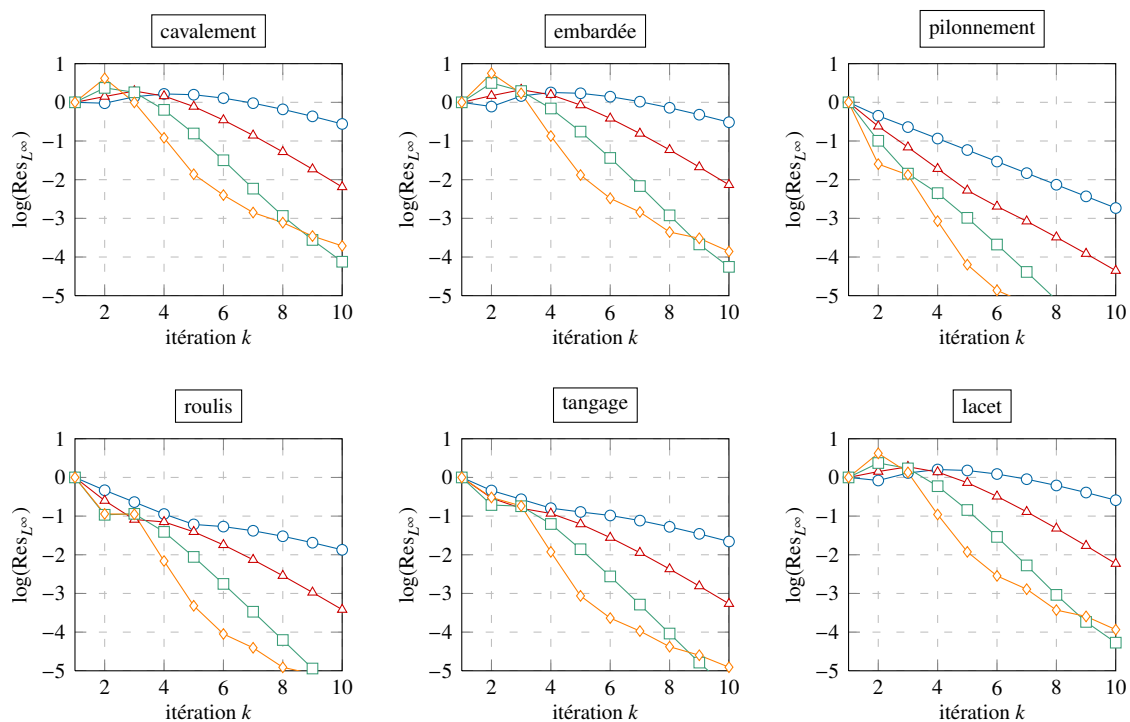 cavalement
embardée
pilonnement
1
0
−1
−2
−3
−4
−5
log(Res_{L^∞})
2 4 6 8 10
itération k
1
0
−1
−2
−3
−4
−5
log(Res_{L^∞})
2 4 6 8 10
itération k
1
0
−1
−2
−3
−4
−5
log(Res_{L^∞})
2 4 6 8 10
itération k
roulis
tangage
lacet
1
0
−1
−2
−3
−4
−5
log(Res_{L^∞})
2 4 6 8 10
itération k
1
0
−1
−2
−3
−4
−5
log(Res_{L^∞})
2 4 6 8 10
itération k
1
0
−1
−2
−3
−4
−5
log(Res_{L^∞})
2 4 6 8 10
itération k